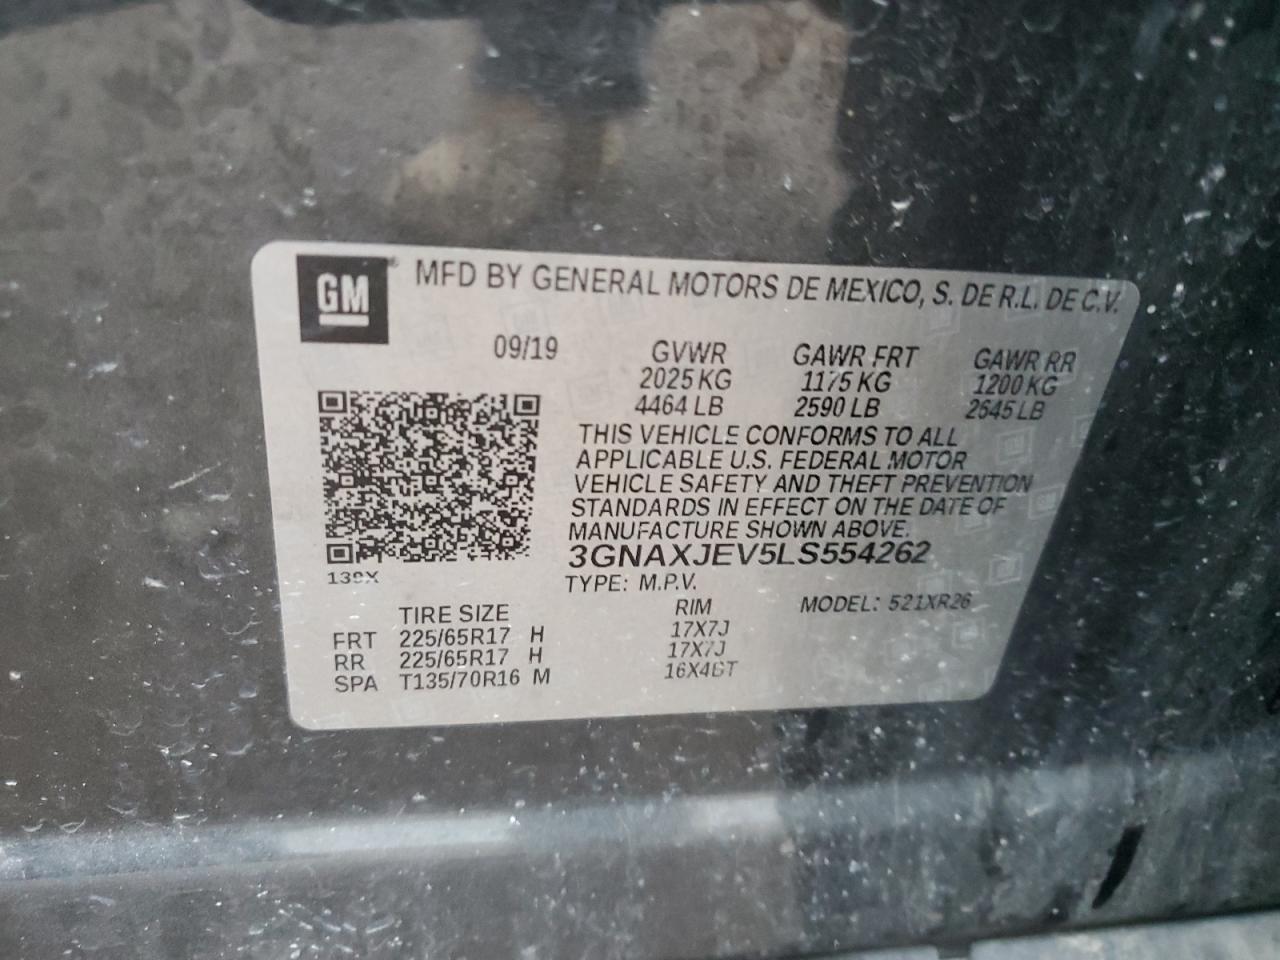 GM ® MFD BY GENERAL MOTORS DE MEXICO, S. DE R.L. DE C.V.
09/19 GVWR GAWR FRT GAWR RR
2025 KG 1175 KG 1200 KG
4464 LB 2590 LB 2645 LB
THIS VEHICLE CONFORMS TO ALL
APPLICABLE U.S. FEDERAL MOTOR
VEHICLE SAFETY AND THEFT PREVENTION
STANDARDS IN EFFECT ON THE DATE OF
MANUFACTURE SHOWN ABOVE.
3GNAXJEV5LS554262
139X TYPE: M.P.V.
TIRE SIZE RIM MODEL: 521XR26
FRT 225/65R17 H 17X7J
RR 225/65R17 H 17X7J
SPA T135/70R16 M 16X4BT